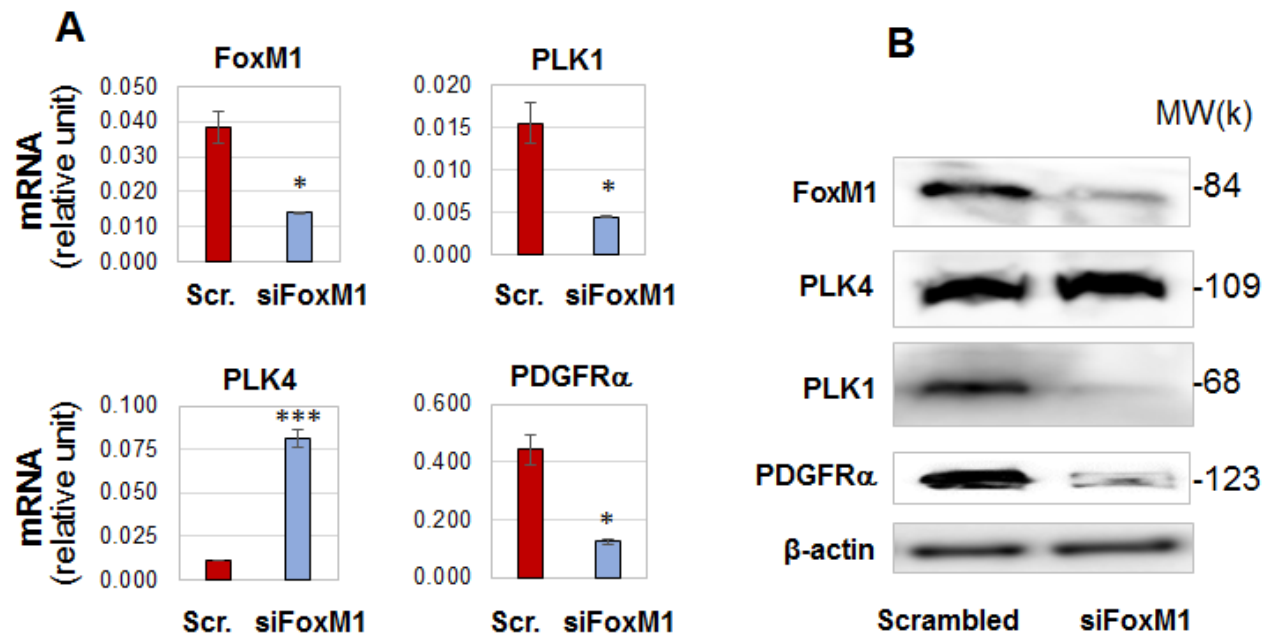 A
FoxM1
mRNA
(relative unit)
0.050
0.040
0.030
0.020
0.010
0.000
*
Scr. siFoxM1
PLK1
0.020
0.015
0.010
0.005
0.000
*
Scr. siFoxM1
PLK4
mRNA
(relative unit)
0.100
0.075
0.050
0.025
0.000
***
Scr. siFoxM1
PDGFRα
0.600
0.400
0.200
0.000
*
Scr. siFoxM1
B
MW(k)
FoxM1 -84
PLK4 -109
PLK1 -68
PDGFRα -123
β-actin
Scrambled siFoxM1